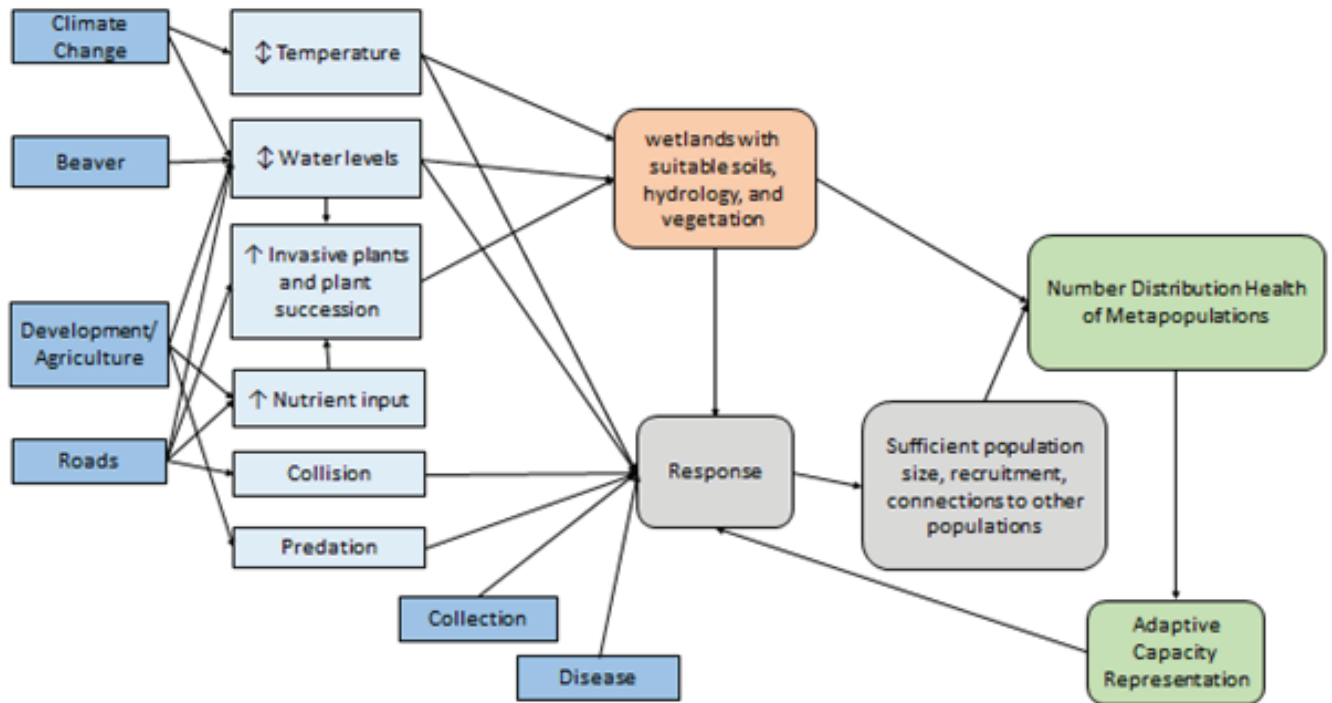 Climate
Change
↕ Temperature
Beaver
↕ Water levels
wetlands with
suitable soils,
hydrology, and
vegetation
↑ Invasive plants
and plant
succession
Number Distribution Health
of Metapopulations
Development/
Agriculture
↑ Nutrient input
Roads
Collision
Response
Sufficient population
size, recruitment,
connections to other
populations
Predation
Collection
Adaptive
Capacity
Representation
Disease